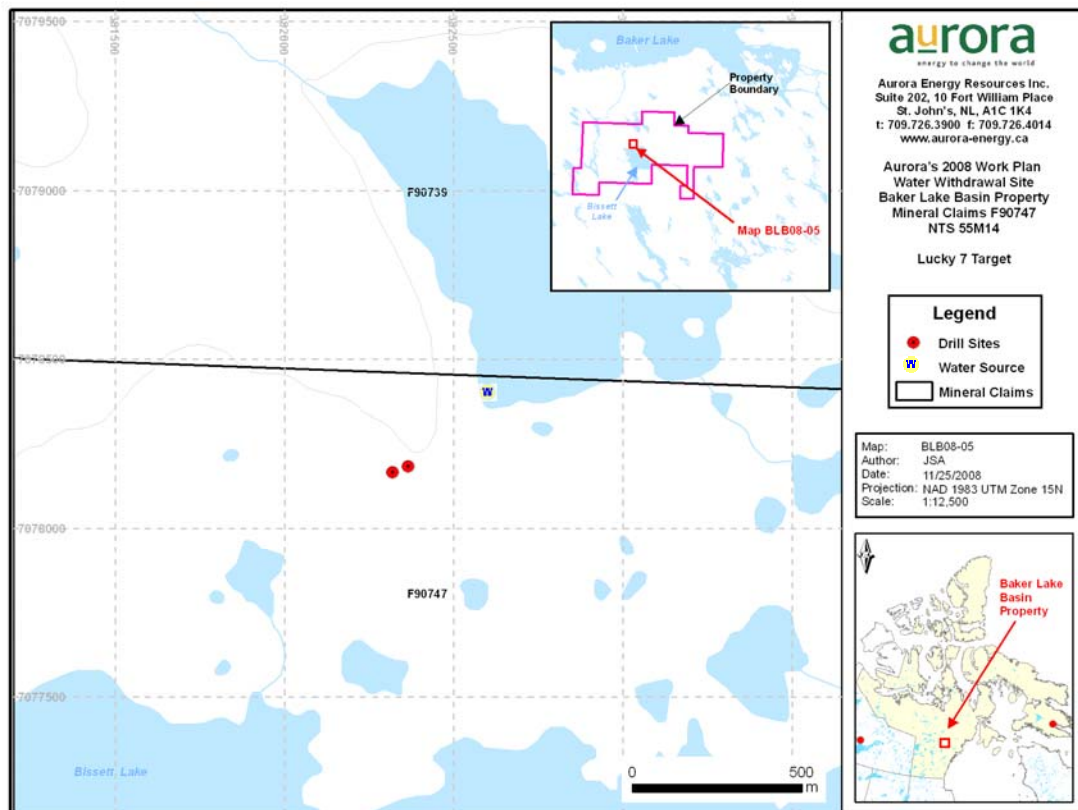 7079500
7079000
7078500
7078000
7077500
381500
382000
382500
F90739
F90747
W
Bissett Lake
0 500
m
Baker Lake
Property
Boundary
Bissett
Lake
Map BLB08-05
aurora
energy to change the world
Aurora Energy Resources Inc.
Suite 202, 10 Fort William Place
St. John's, NL, A1C 1K4
t: 709.726.3900 f: 709.726.4014
www.aurora-energy.ca
Aurora's 2008 Work Plan
Water Withdrawal Site
Baker Lake Basin Property
Mineral Claims F90747
NTS 55M14
Lucky 7 Target
Legend
Drill Sites
W Water Source
Mineral Claims
Map: BLB08-05
Author: JSA
Date: 11/25/2008
Projection: NAD 1983 UTM Zone 15N
Scale: 1:12,500
Baker Lake
Basin
Property